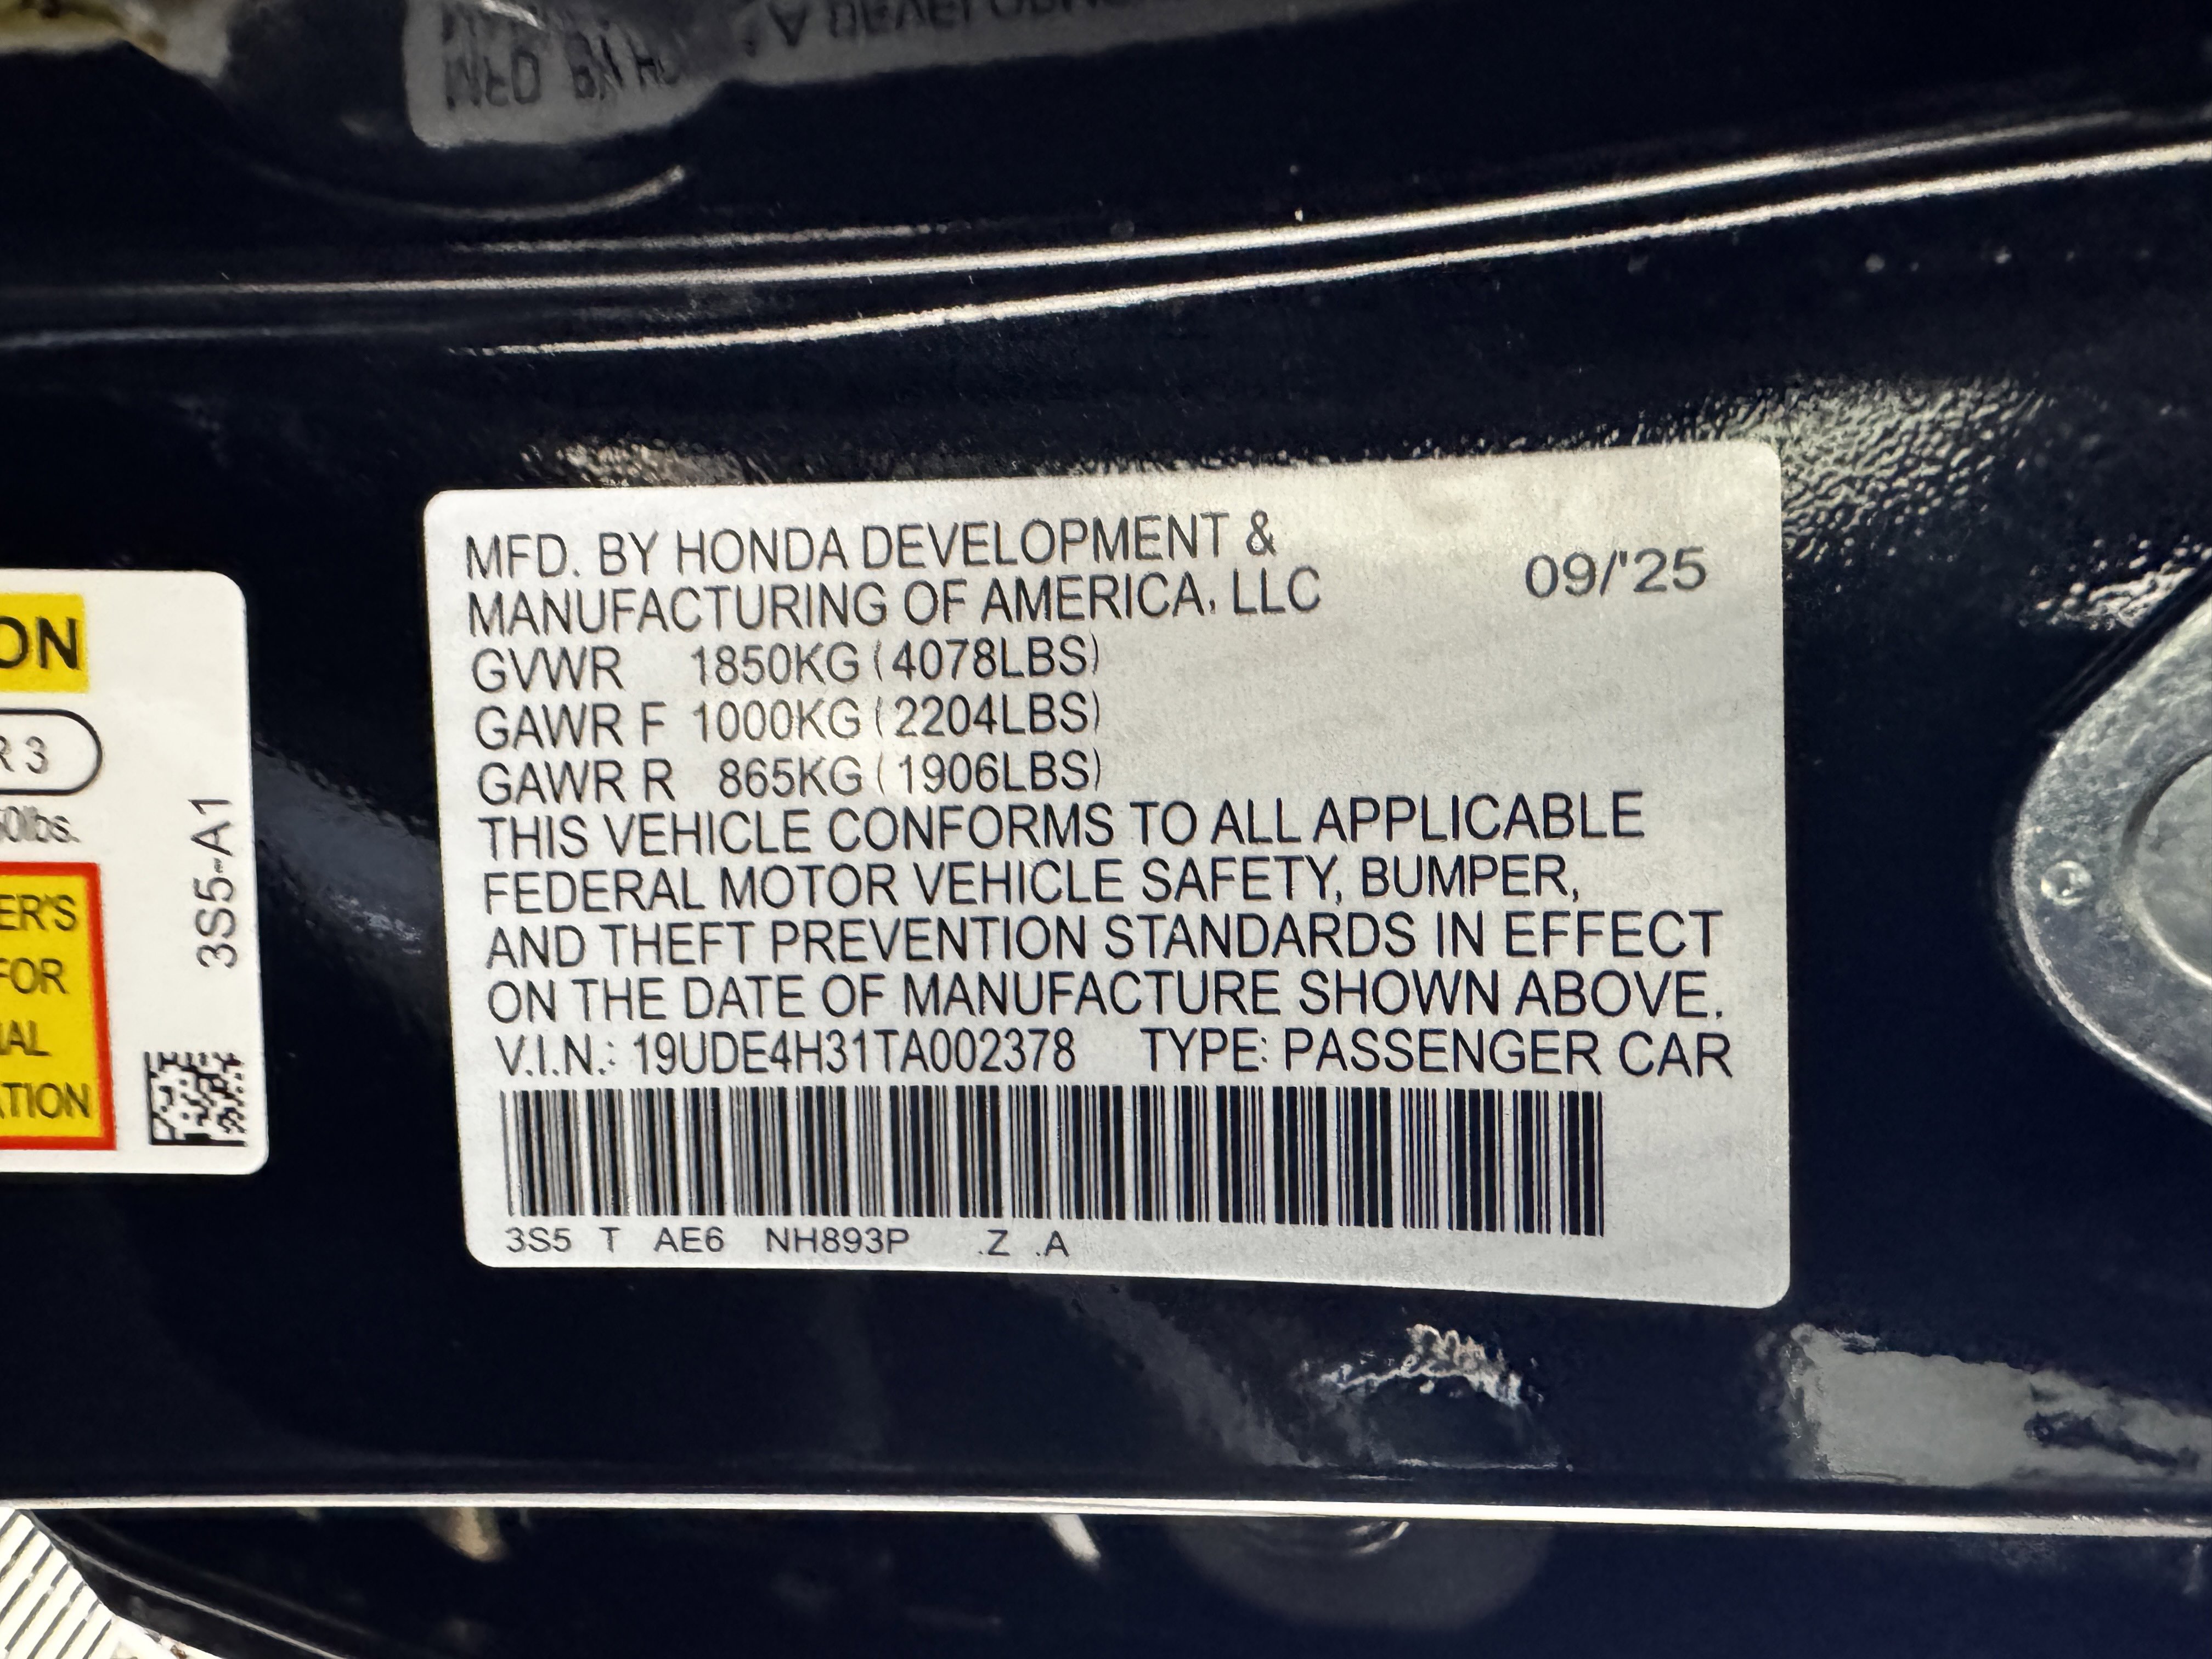 MFD. BY HONDA DEVELOPMENT &
MANUFACTURING OF AMERICA, LLC
09/'25
GVWR 1850KG (4078LBS)
GAWR F 1000KG (2204LBS)
GAWR R 865KG (1906LBS)
THIS VEHICLE CONFORMS TO ALL APPLICABLE
FEDERAL MOTOR VEHICLE SAFETY, BUMPER,
AND THEFT PREVENTION STANDARDS IN EFFECT
ON THE DATE OF MANUFACTURE SHOWN ABOVE.
V.I.N.: 19UDE4H31TA002378 TYPE: PASSENGER CAR
3S5 T AE6 NH893P .Z .A
3S5-A1
ON
R 3
0lbs.
ER'S
FOR
IAL
ATION